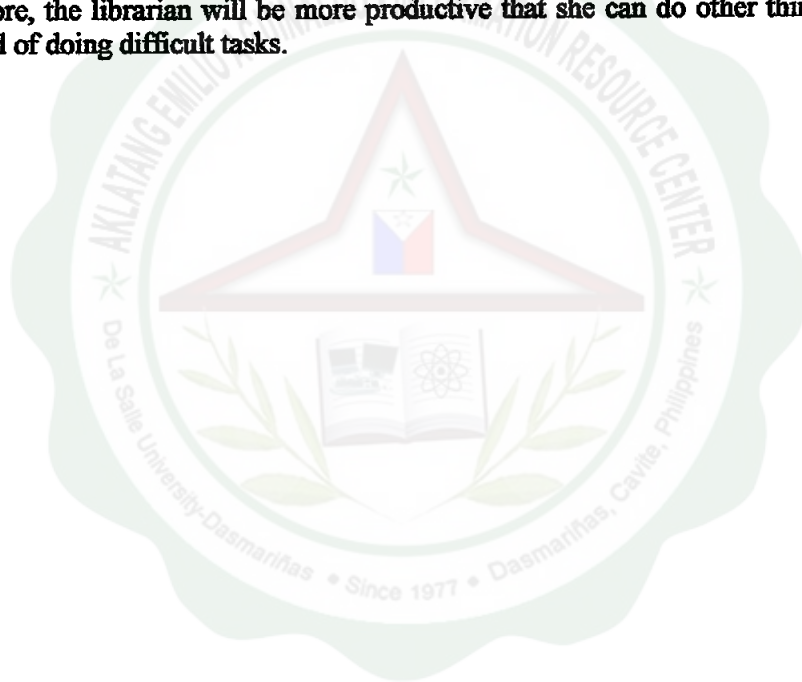 ore, the librarian will be more productive that she can do other
of doing difficult tasks.
AKLATANG EMILIO RESOURCE CENTER
De La Salle University-Dasmariñas • Since 1977 • Dasmariñas, Cavite, Philippines